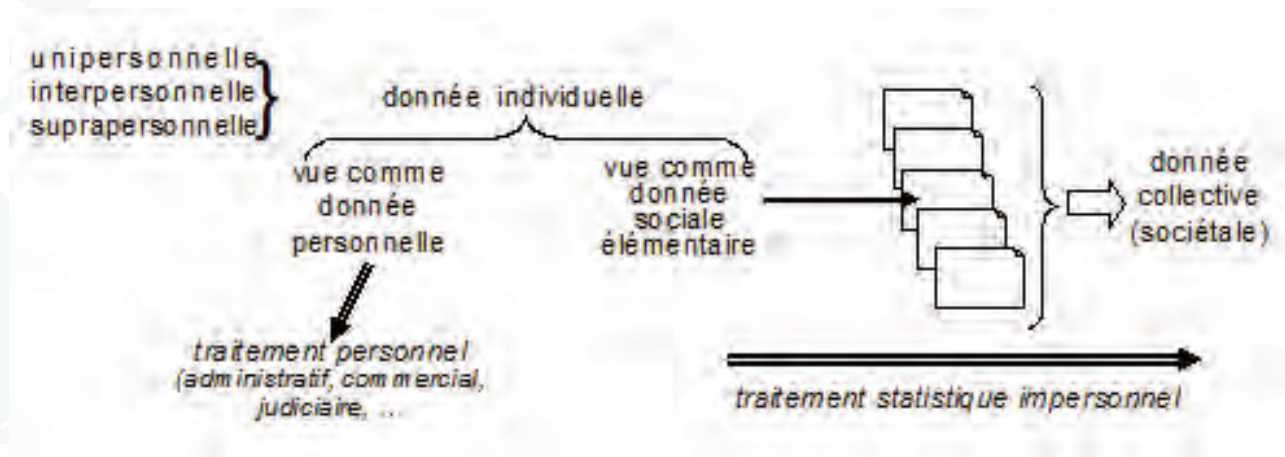 unipersonnelle
interpersonnelle
suprapersonnelle
donnée individuelle
vue comme
donnée
personnelle
vue comme
donnée
sociale
élémentaire
donnée
collective
(sociétale)
traitement personnel
(administratif, commercial,
judiciaire, ...
traitement statistique impersonnel